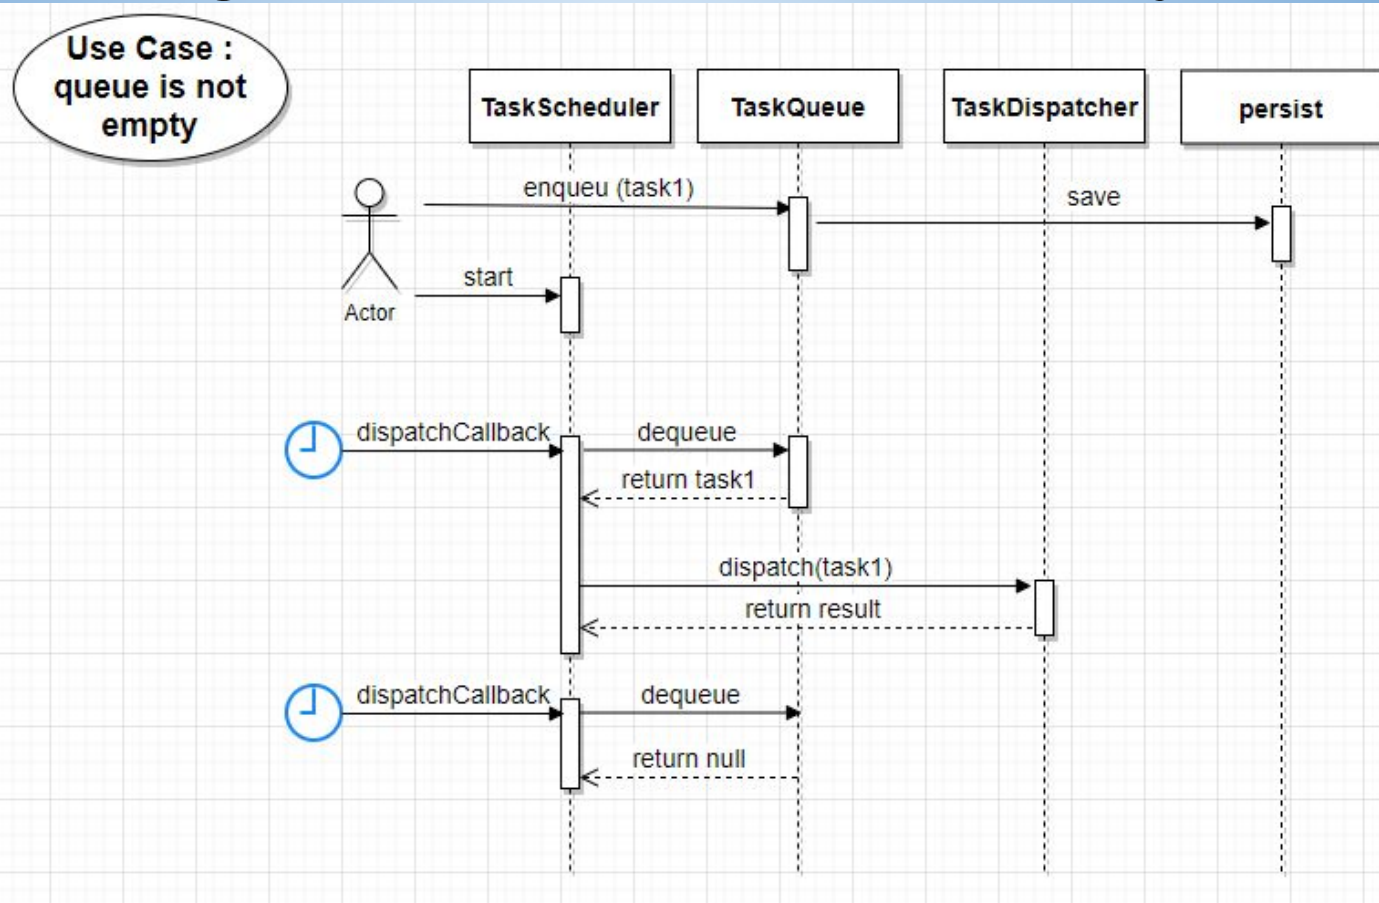 Use Case :
queue is not
empty
TaskScheduler
TaskQueue
TaskDispatcher
persist
enqueu (task1)
save
start
Actor
dispatchCallback
dequeue
return task1
dispatch(task1)
return result
dispatchCallback
dequeue
return null